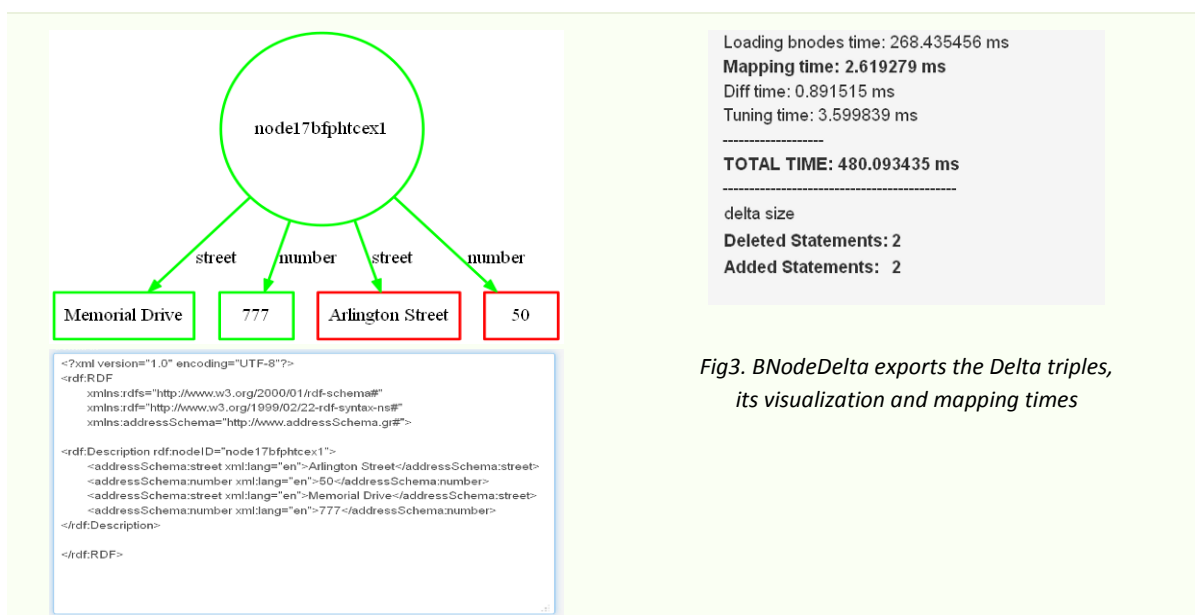 node17bfphtcex1
street number street number
Memorial Drive 777 Arlington Street 50
<?xml version="1.0" encoding="UTF-8"?>
<rdf:RDF
xmlns:rdfs="http://www.w3.org/2000/01/rdf-schema#"
xmlns:rdf="http://www.w3.org/1999/02/22-rdf-syntax-ns#"
xmlns:addressSchema="http://www.addressSchema.gr#">
<rdf:Description rdf:nodeID="node17bfphtcex1">
<addressSchema:street xml:lang="en">Arlington Street</addressSchema:street>
<addressSchema:number xml:lang="en">50</addressSchema:number>
<addressSchema:street xml:lang="en">Memorial Drive</addressSchema:street>
<addressSchema:number xml:lang="en">777</addressSchema:number>
</rdf:Description>
</rdf:RDF>
Loading bnodes time: 268.435456 ms
Mapping time: 2.619279 ms
Diff time: 0.891515 ms
Tuning time: 3.599839 ms
-------------------
TOTAL TIME: 480.093435 ms
--------------------------------------------
delta size
Deleted Statements: 2
Added Statements: 2
Fig3. BNodeDelta exports the Delta triples,
its visualization and mapping times